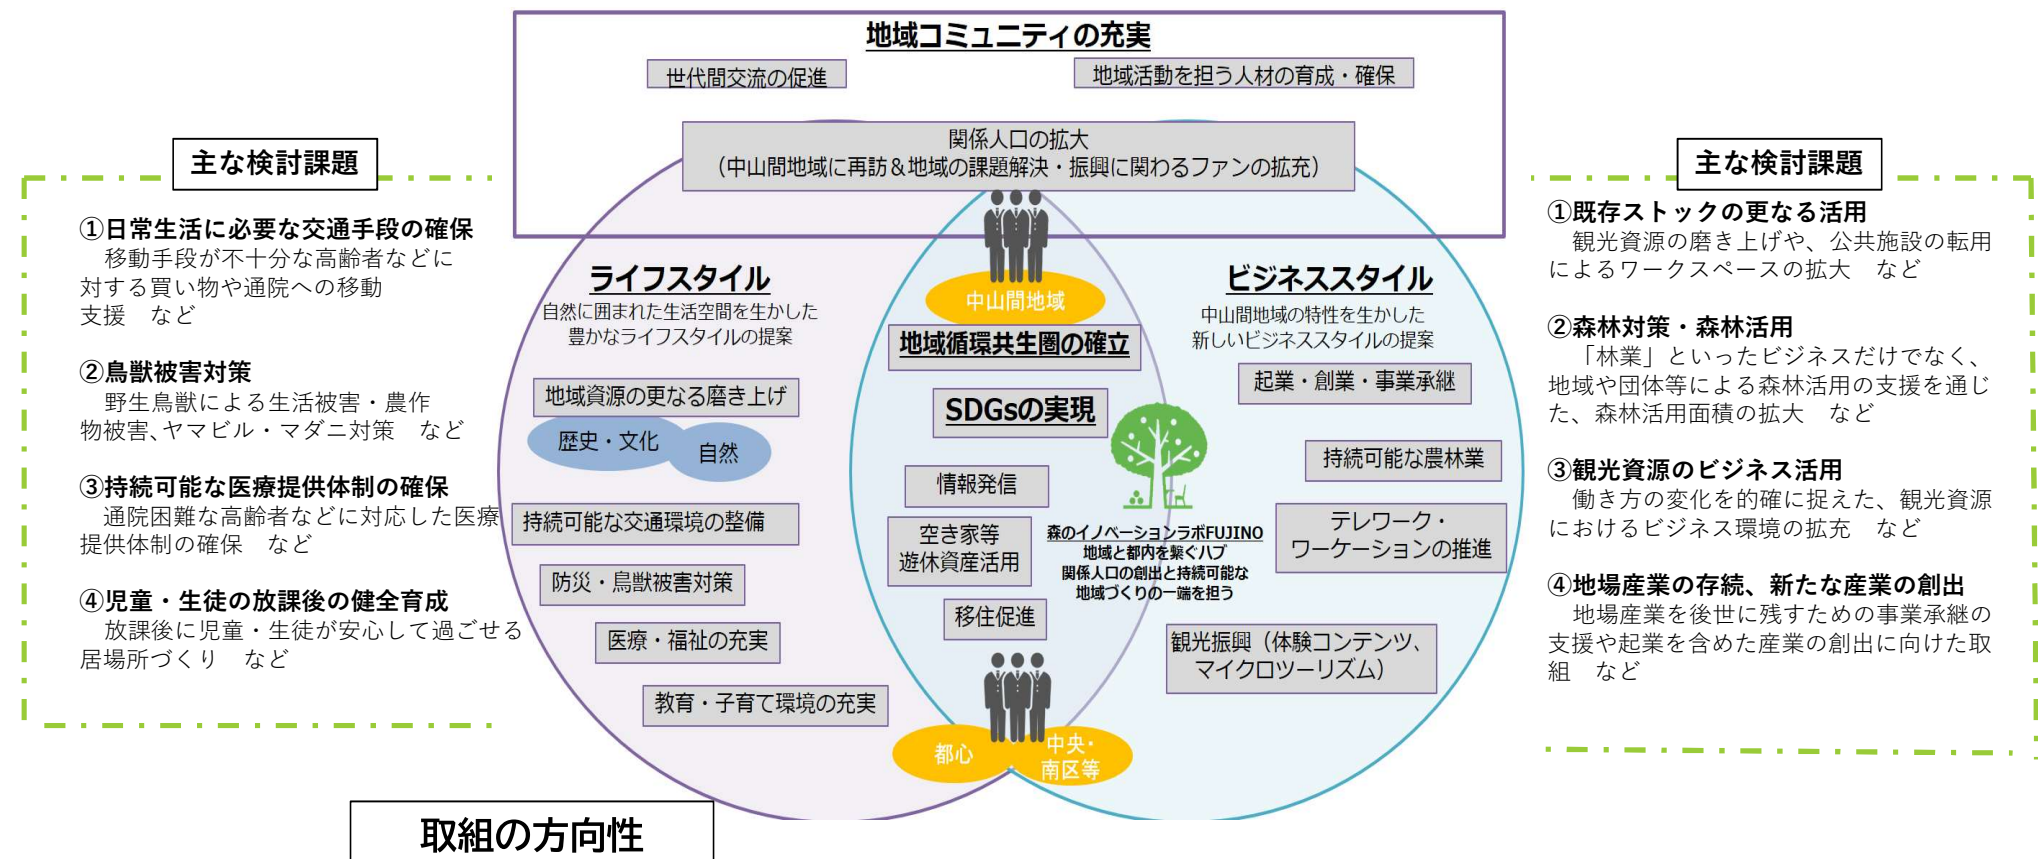 地域コミュニティの充実
世代間交流の促進
地域活動を担う人材の育成・確保
関係人口の拡大
（中山間地域に再訪＆地域の課題解決・振興に関わるファンの拡充）
主な検討課題
①日常生活に必要な交通手段の確保
移動手段が不十分な高齢者などに
対する買い物や通院への移動
支援　など
②鳥獣被害対策
野生鳥獣による生活被害・農作
物被害、ヤマビル・マダニ対策　など
③持続可能な医療提供体制の確保
通院困難な高齢者などに対応した医療
提供体制の確保　など
④児童・生徒の放課後の健全育成
放課後に児童・生徒が安心して過ごせる
居場所づくり　など
ライフスタイル
自然に囲まれた生活空間を生かした
豊かなライフスタイルの提案
地域資源の更なる磨き上げ
歴史・文化
自然
持続可能な交通環境の整備
防災・鳥獣被害対策
医療・福祉の充実
教育・子育て環境の充実
中山間地域
地域循環共生圏の確立
SDGsの実現
情報発信
空き家等
遊休資産活用
移住促進
森のイノベーションラボFUJINO
地域と都内を繋ぐハブ
関係人口の創出と持続可能な
地域づくりの一端を担う
都心
中央・
南区等
ビジネススタイル
中山間地域の特性を生かした
新しいビジネススタイルの提案
起業・創業・事業承継
持続可能な農林業
テレワーク・
ワーケーションの推進
観光振興（体験コンテンツ、
マイクロツーリズム）
主な検討課題
①既存ストックの更なる活用
観光資源の磨き上げや、公共施設の転用
によるワークスペースの拡大　など
②森林対策・森林活用
「林業」といったビジネスだけでなく、
地域や団体等による森林活用の支援を通じ
た、森林活用面積の拡大　など
③観光資源のビジネス活用
働き方の変化を的確に捉えた、観光資源
におけるビジネス環境の拡充　など
④地場産業の存続、新たな産業の創出
地場産業を後世に残すための事業承継の
支援や起業を含めた産業の創出に向けた取
組　など
取組の方向性